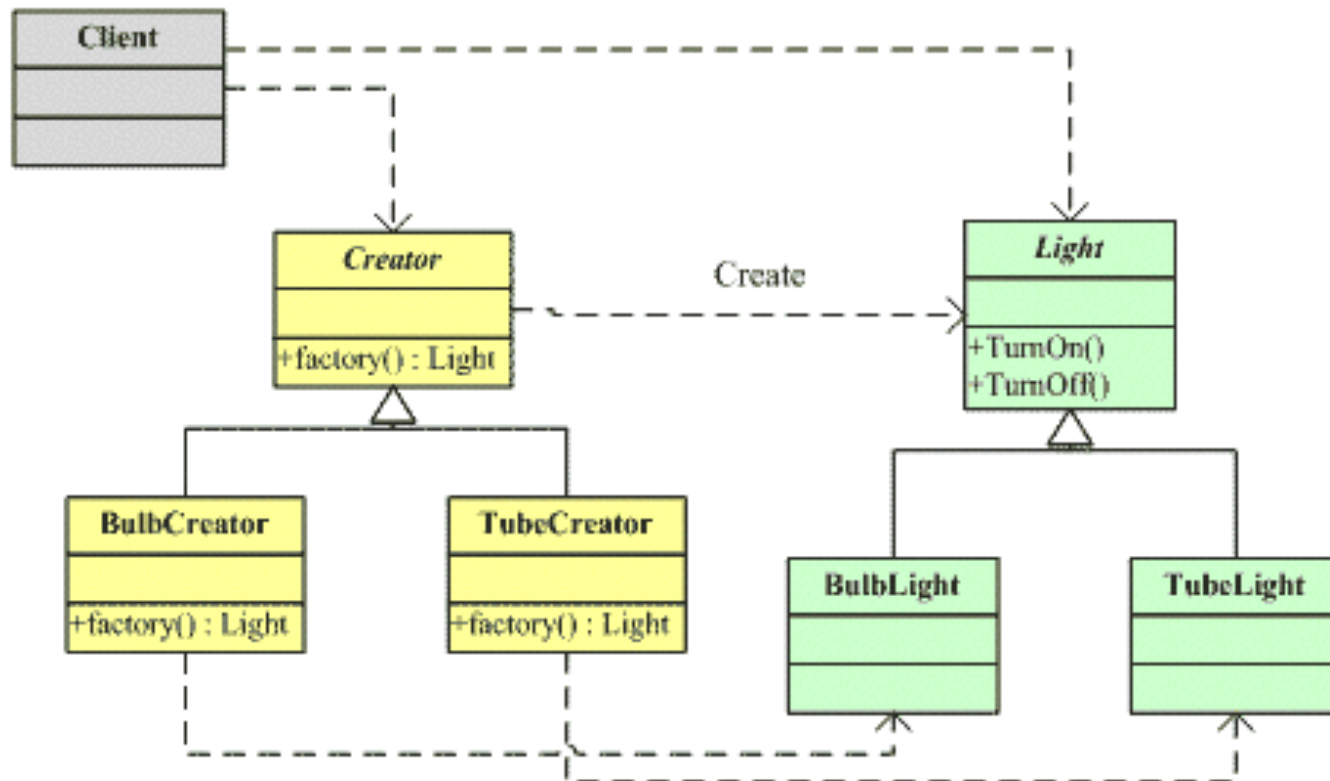 Client
Creator
+factory() : Light
Create
Light
+TurnOn()
+TurnOff()
BulbCreator
+factory() : Light
TubeCreator
+factory() : Light
BulbLight
TubeLight